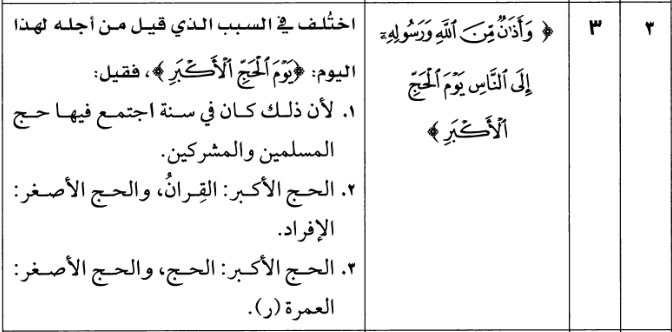 ٣
٣
﴿ وَأَذَٰنٌ مِّنَ ٱللَّهِ وَرَسُولِهِۦٓ
إِلَى ٱلنَّاسِ يَوْمَ ٱلْحَجِّ
ٱلْأَكْبَرِ ﴾
اختُلف في السبب الذي قيل من أجله لهذا
اليوم: ﴿يَوْمَ ٱلْحَجِّ ٱلْأَكْبَرِ﴾، فقيل:
١. لأن ذلك كان في سنة اجتمع فيها حج
المسلمين والمشركين.
٢. الحج الأكبر: القِرانُ، والحج الأصغر:
الإفراد.
٣. الحج الأكبر: الحج، والحج الأصغر:
العمرة (ر).